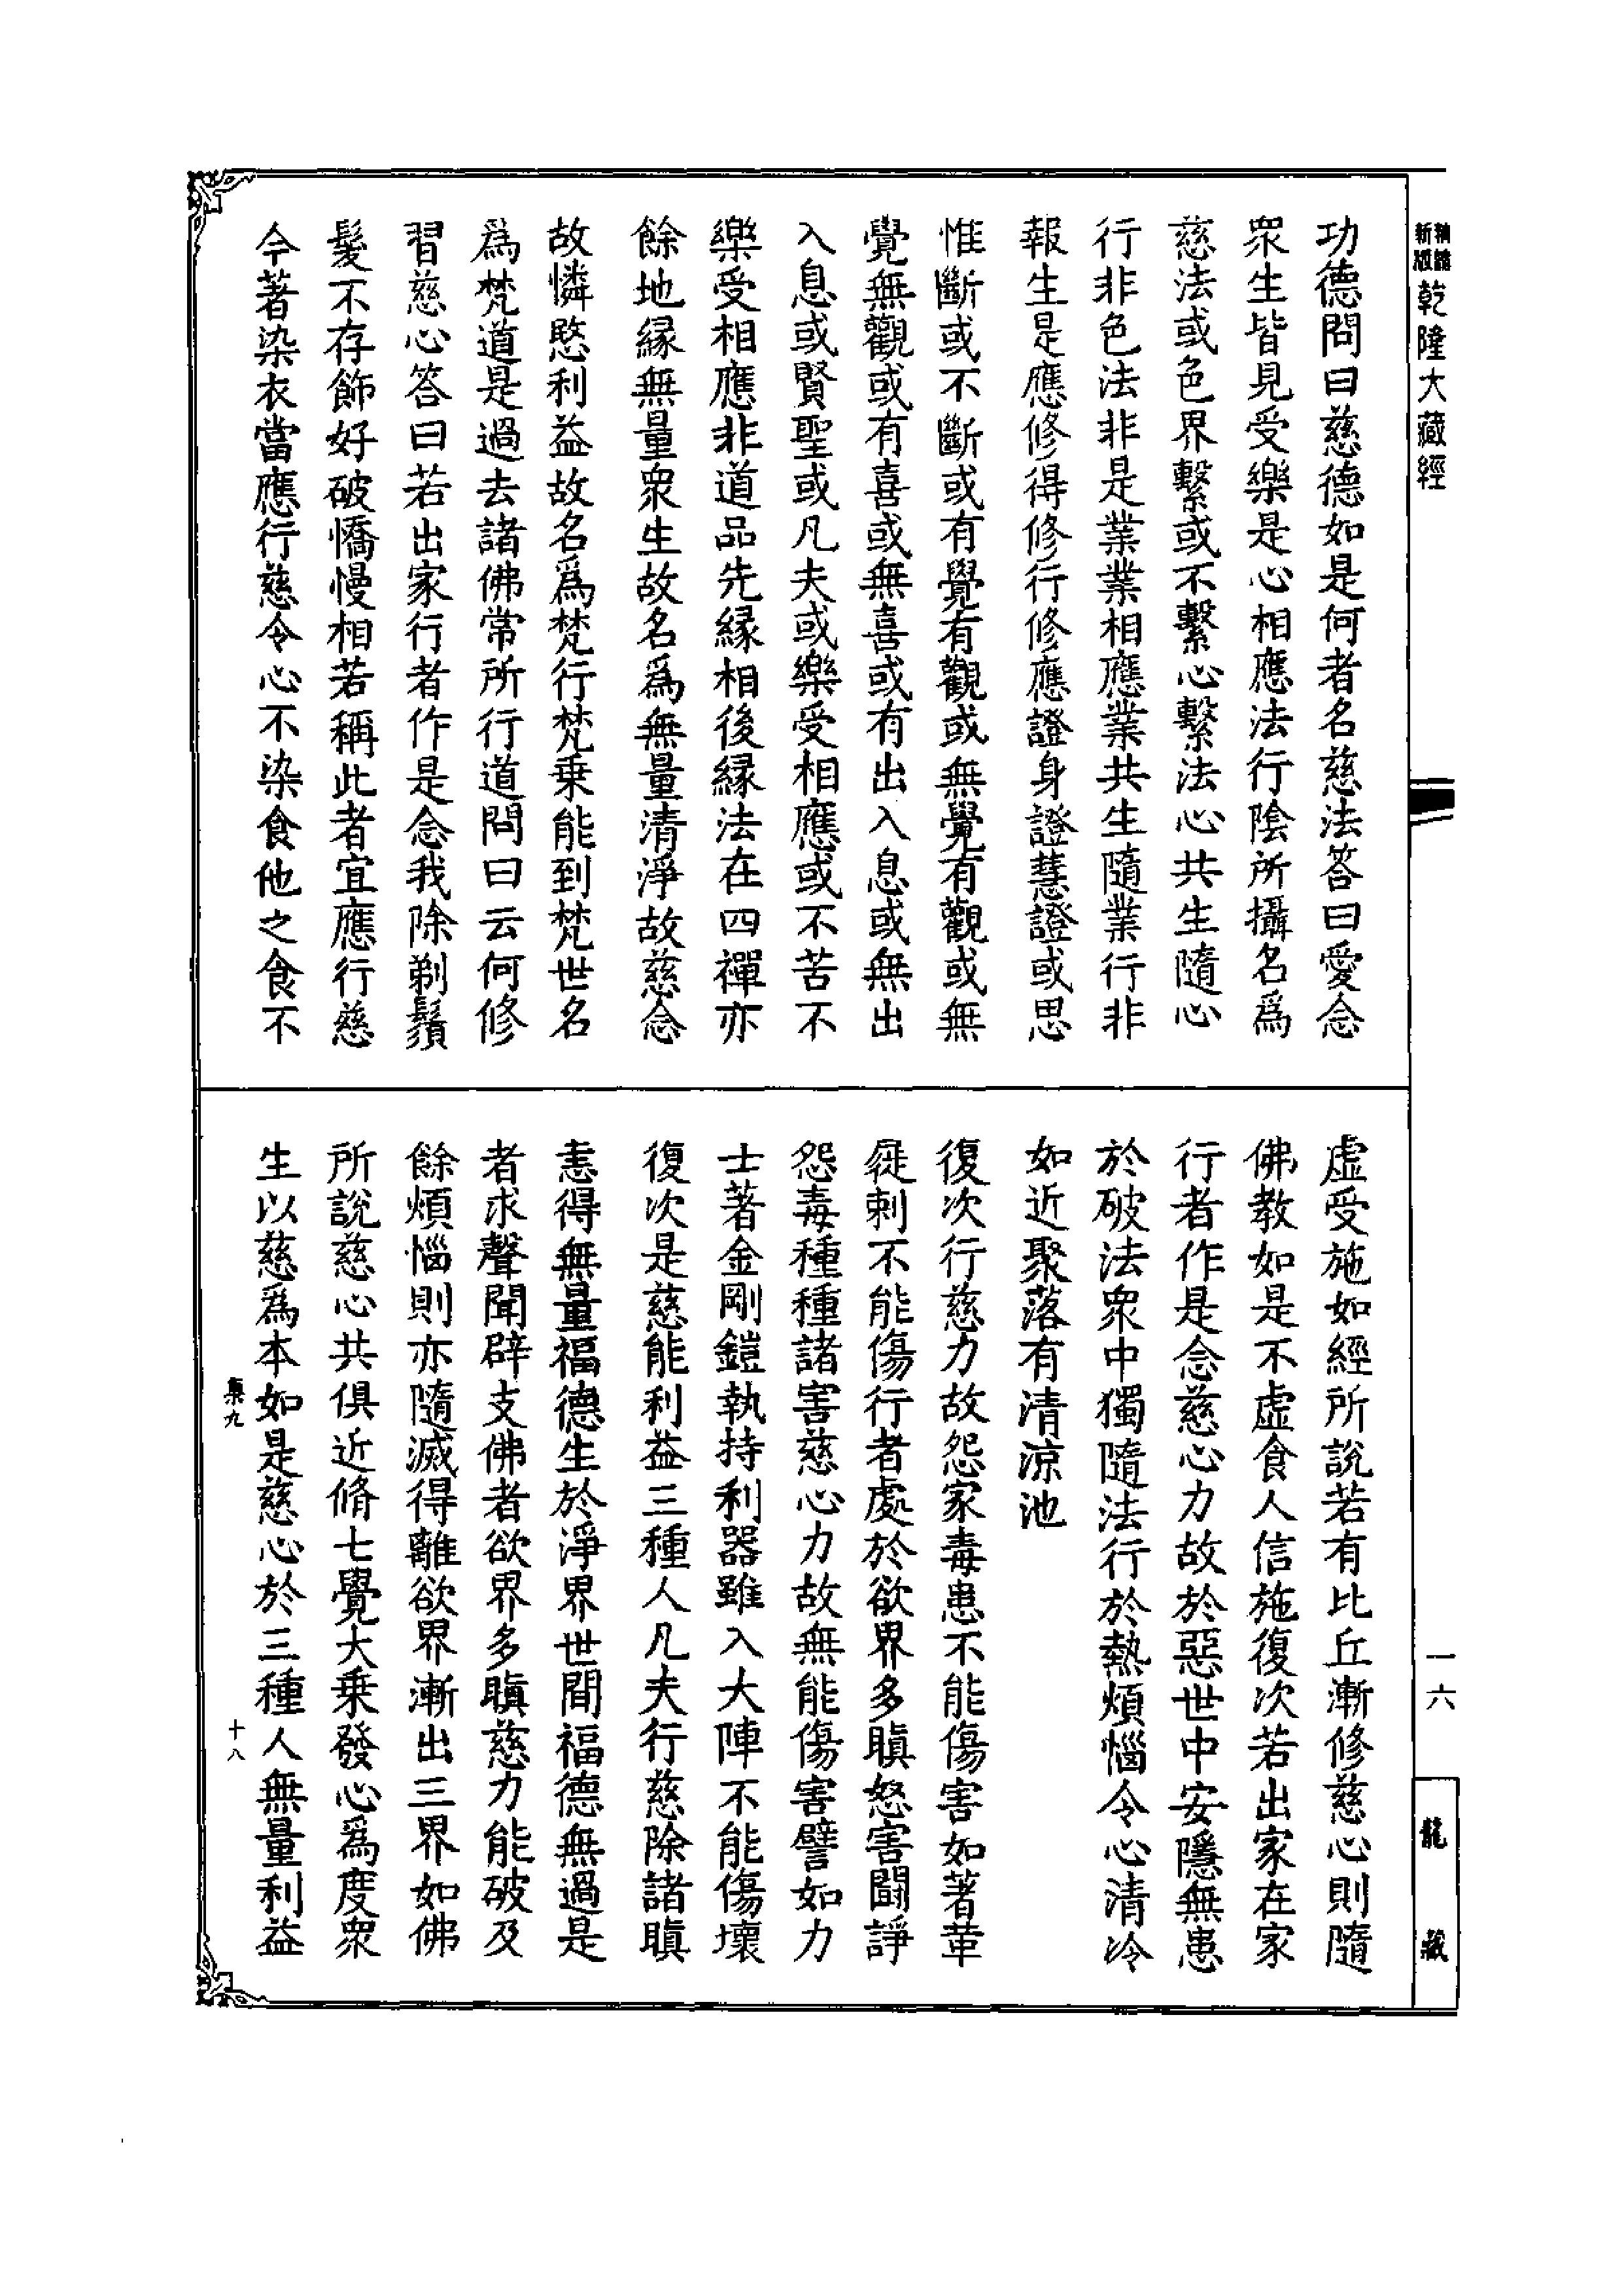 新版
乾隆大藏經
一六
龍藏
功德問曰慈德如是何者名慈法答曰愛念
眾生皆見受樂是心相應法行陰所攝名爲
慈法或色界繫或不繫心繫法心共生隨心
行非色法非是業業相應業共生隨業行非
報生是應修得修行修應證身證慧證或思
惟斷或不斷或有覺有觀或無覺有觀或無
覺無觀或有喜或無喜或有出入息或無出
入息或賢聖或凡夫或樂受相應或不苦不
樂受相應非道品先緣相後緣法在四禪亦
餘地緣無量眾生故名爲無量清淨故慈念
故憐愍利益故名爲梵行梵乗能到梵世名
爲梵道是過去諸佛常所行道問曰云何修
習慈心答曰若出家行者作是念我除剃鬚
髮不存飾好破憍慢相若稱此者宜應行慈
今著染衣當應行慈令心不染食他之食不
虛受施如經所說若有比丘漸修慈心則隨
佛教如是不虛食人信施復次若出家在家
行者作是念慈心力故於惡世中安隱無患
於破法眾中獨隨法行於熱煩惱令心清冷
如近聚落有清涼池
復次行慈力故怨家毒患不能傷害如著革
屣刺不能傷行者處於欲界多瞋怒害鬪諍
怨毒種種諸害慈心力故無能傷害譬如力
士著金剛鎧執持利器雖入大陣不能傷壞
復次是慈能利益三種人凡夫行慈除諸瞋
恚得無量福德生於淨界世間福德無過是
者求聲聞辟支佛者欲界多瞋慈力能破及
餘煩惱則亦隨滅得離欲界漸出三界如佛
所說慈心共俱近脩七覺大乗發心爲度眾
生以慈爲本如是慈心於三種人無量利益
集九
十八